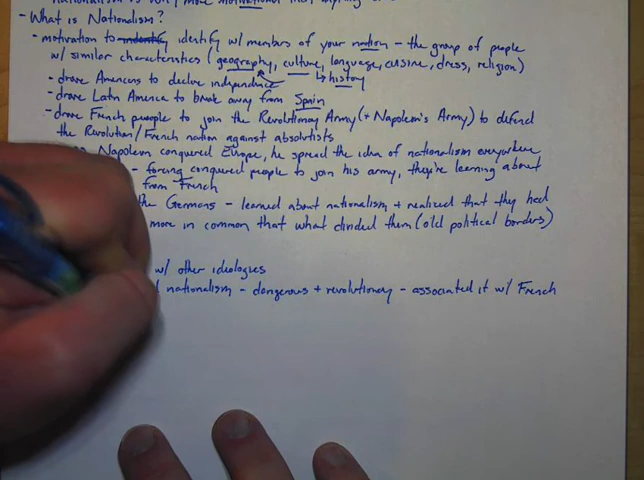 - What is Nationalism?
- motivation to identify identify w/ members of your nation - the group of people
w/ similar characteristics (geography, culture, language, cuisine, dress, religion)
↳ history
- drove Americans to declare independence
- drove Latin America to break away from Spain
- drove French people to join the Revolutionary Army (+ Napoleon's Army) to defend
the Revolution/French nation against absolutists
Napoleon conquered Europe, he spread the idea of nationalism everywhere
- forcing conquered people to join his army, they're learning about
from French
the Germans - learned about nationalism + realized that they had
more in common that what divided them (old political borders)
w/ other ideologies
nationalism - dangerous + revolutionary - associated it w/ French